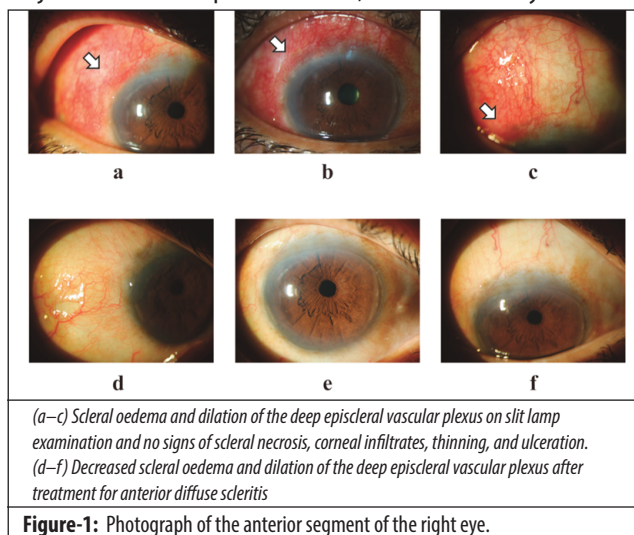 a
b
c
d
e
f
(a–c) Scleral oedema and dilation of the deep episcleral vascular plexus on slit lamp
examination and no signs of scleral necrosis, corneal infiltrates, thinning, and ulceration.
(d–f) Decreased scleral oedema and dilation of the deep episcleral vascular plexus after
treatment for anterior diffuse scleritis
Figure-1: Photograph of the anterior segment of the right eye.